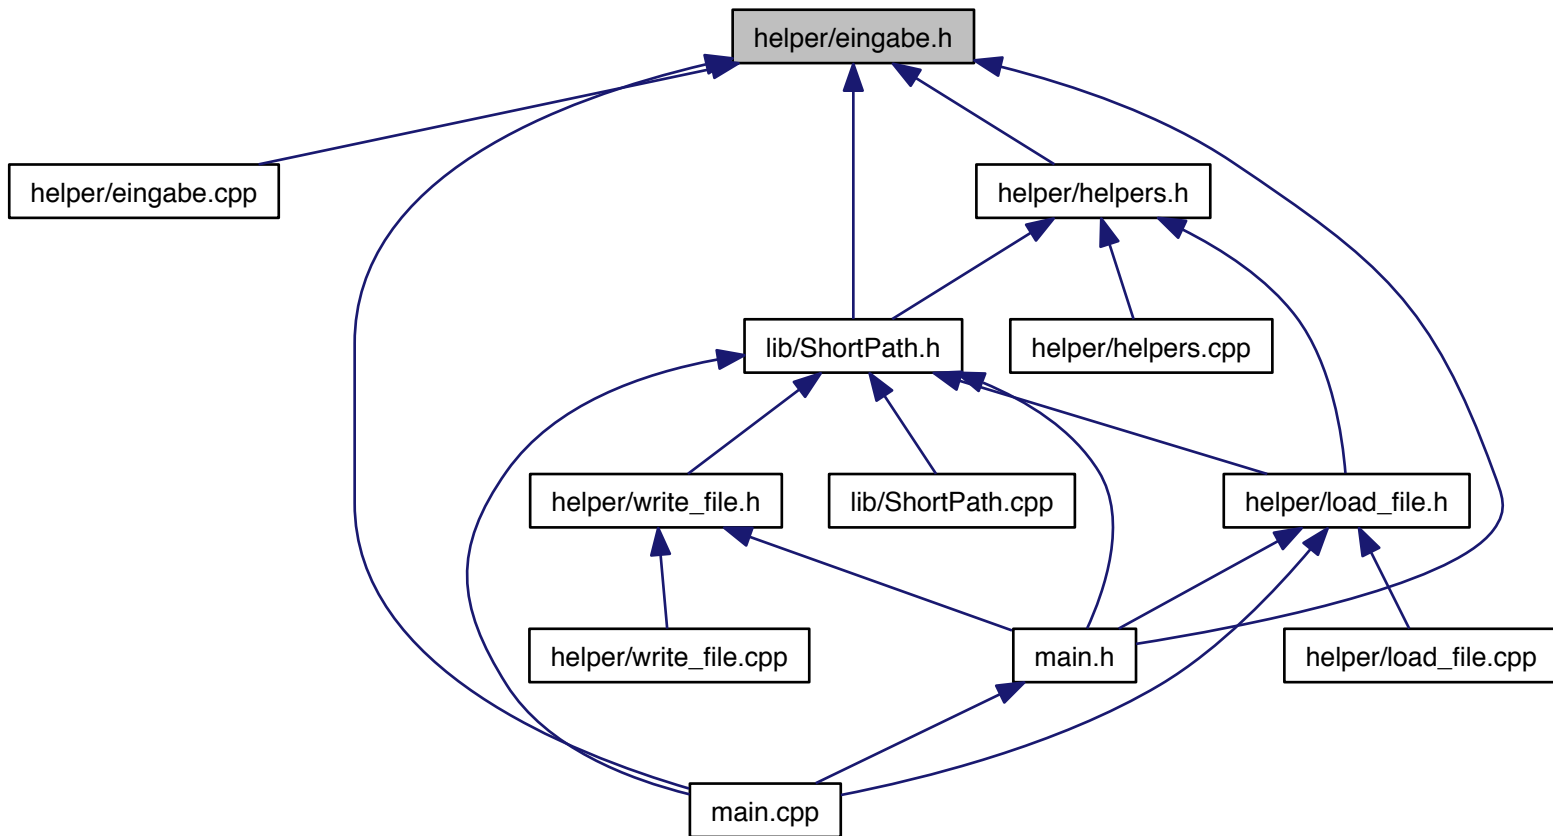 helper/eingabe.h
helper/eingabe.cpp
helper/helpers.h
lib/ShortPath.h
helper/helpers.cpp
helper/write_file.h
lib/ShortPath.cpp
helper/load_file.h
helper/write_file.cpp
main.h
helper/load_file.cpp
main.cpp